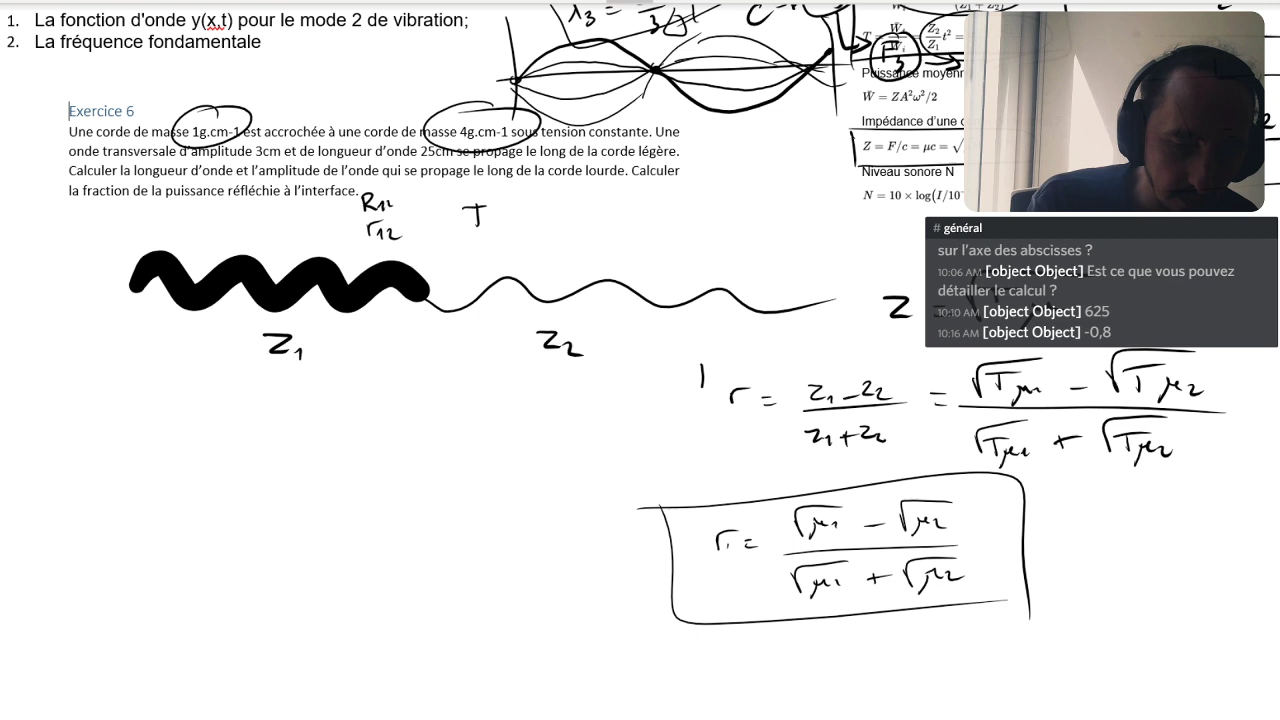 1. La fonction d'onde y(x,t) pour le mode 2 de vibration;
2. La fréquence fondamentale
Exercice 6
Une corde de masse 1g.cm-1 est accrochée à une corde de masse 4g.cm-1 sous tension constante. Une
onde transversale d'amplitude 3cm et de longueur d'onde 25cm se propage le long de la corde légère.
Calculer la longueur d'onde et l'amplitude de l'onde qui se propage le long de la corde lourde. Calculer
la fraction de la puissance réfléchie à l'interface.
Puissance moyenn
W = ZA²ω²/2
Impédance d'une c
Z = F/c = μc = √
Niveau sonore N
N = 10 × log(I/10⁻
# général
sur l'axe des abscisses ?
10:06 AM [object Object] Est ce que vous pouvez
détailler le calcul ?
10:10 AM [object Object] 625
10:16 AM [object Object] -0,8
R12 T
r12
Z1 Z2
r = (Z1 - Z2)/(Z1 + Z2) = (√Tμ1 - √Tμ2)/(√Tμ1 + √Tμ2)
r = (√μ1 - √μ2)/(√μ1 + √μ2)